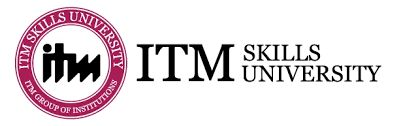 ITM SKILLS UNIVERSITY
itm
ITM GROUP OF INSTITUTIONS
ITM SKILLS
UNIVERSITY